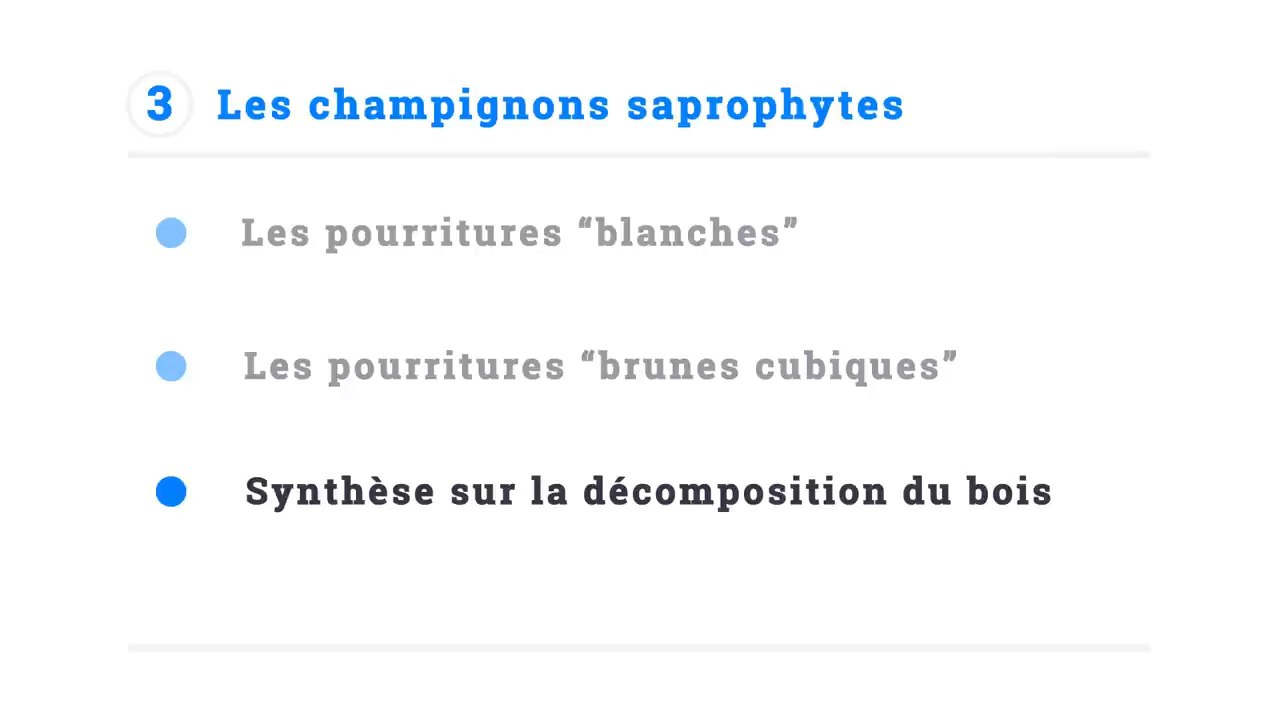 3 Les champignons saprophytes
Les pourritures “blanches”
Les pourritures “brunes cubiques”
Synthèse sur la décomposition du bois